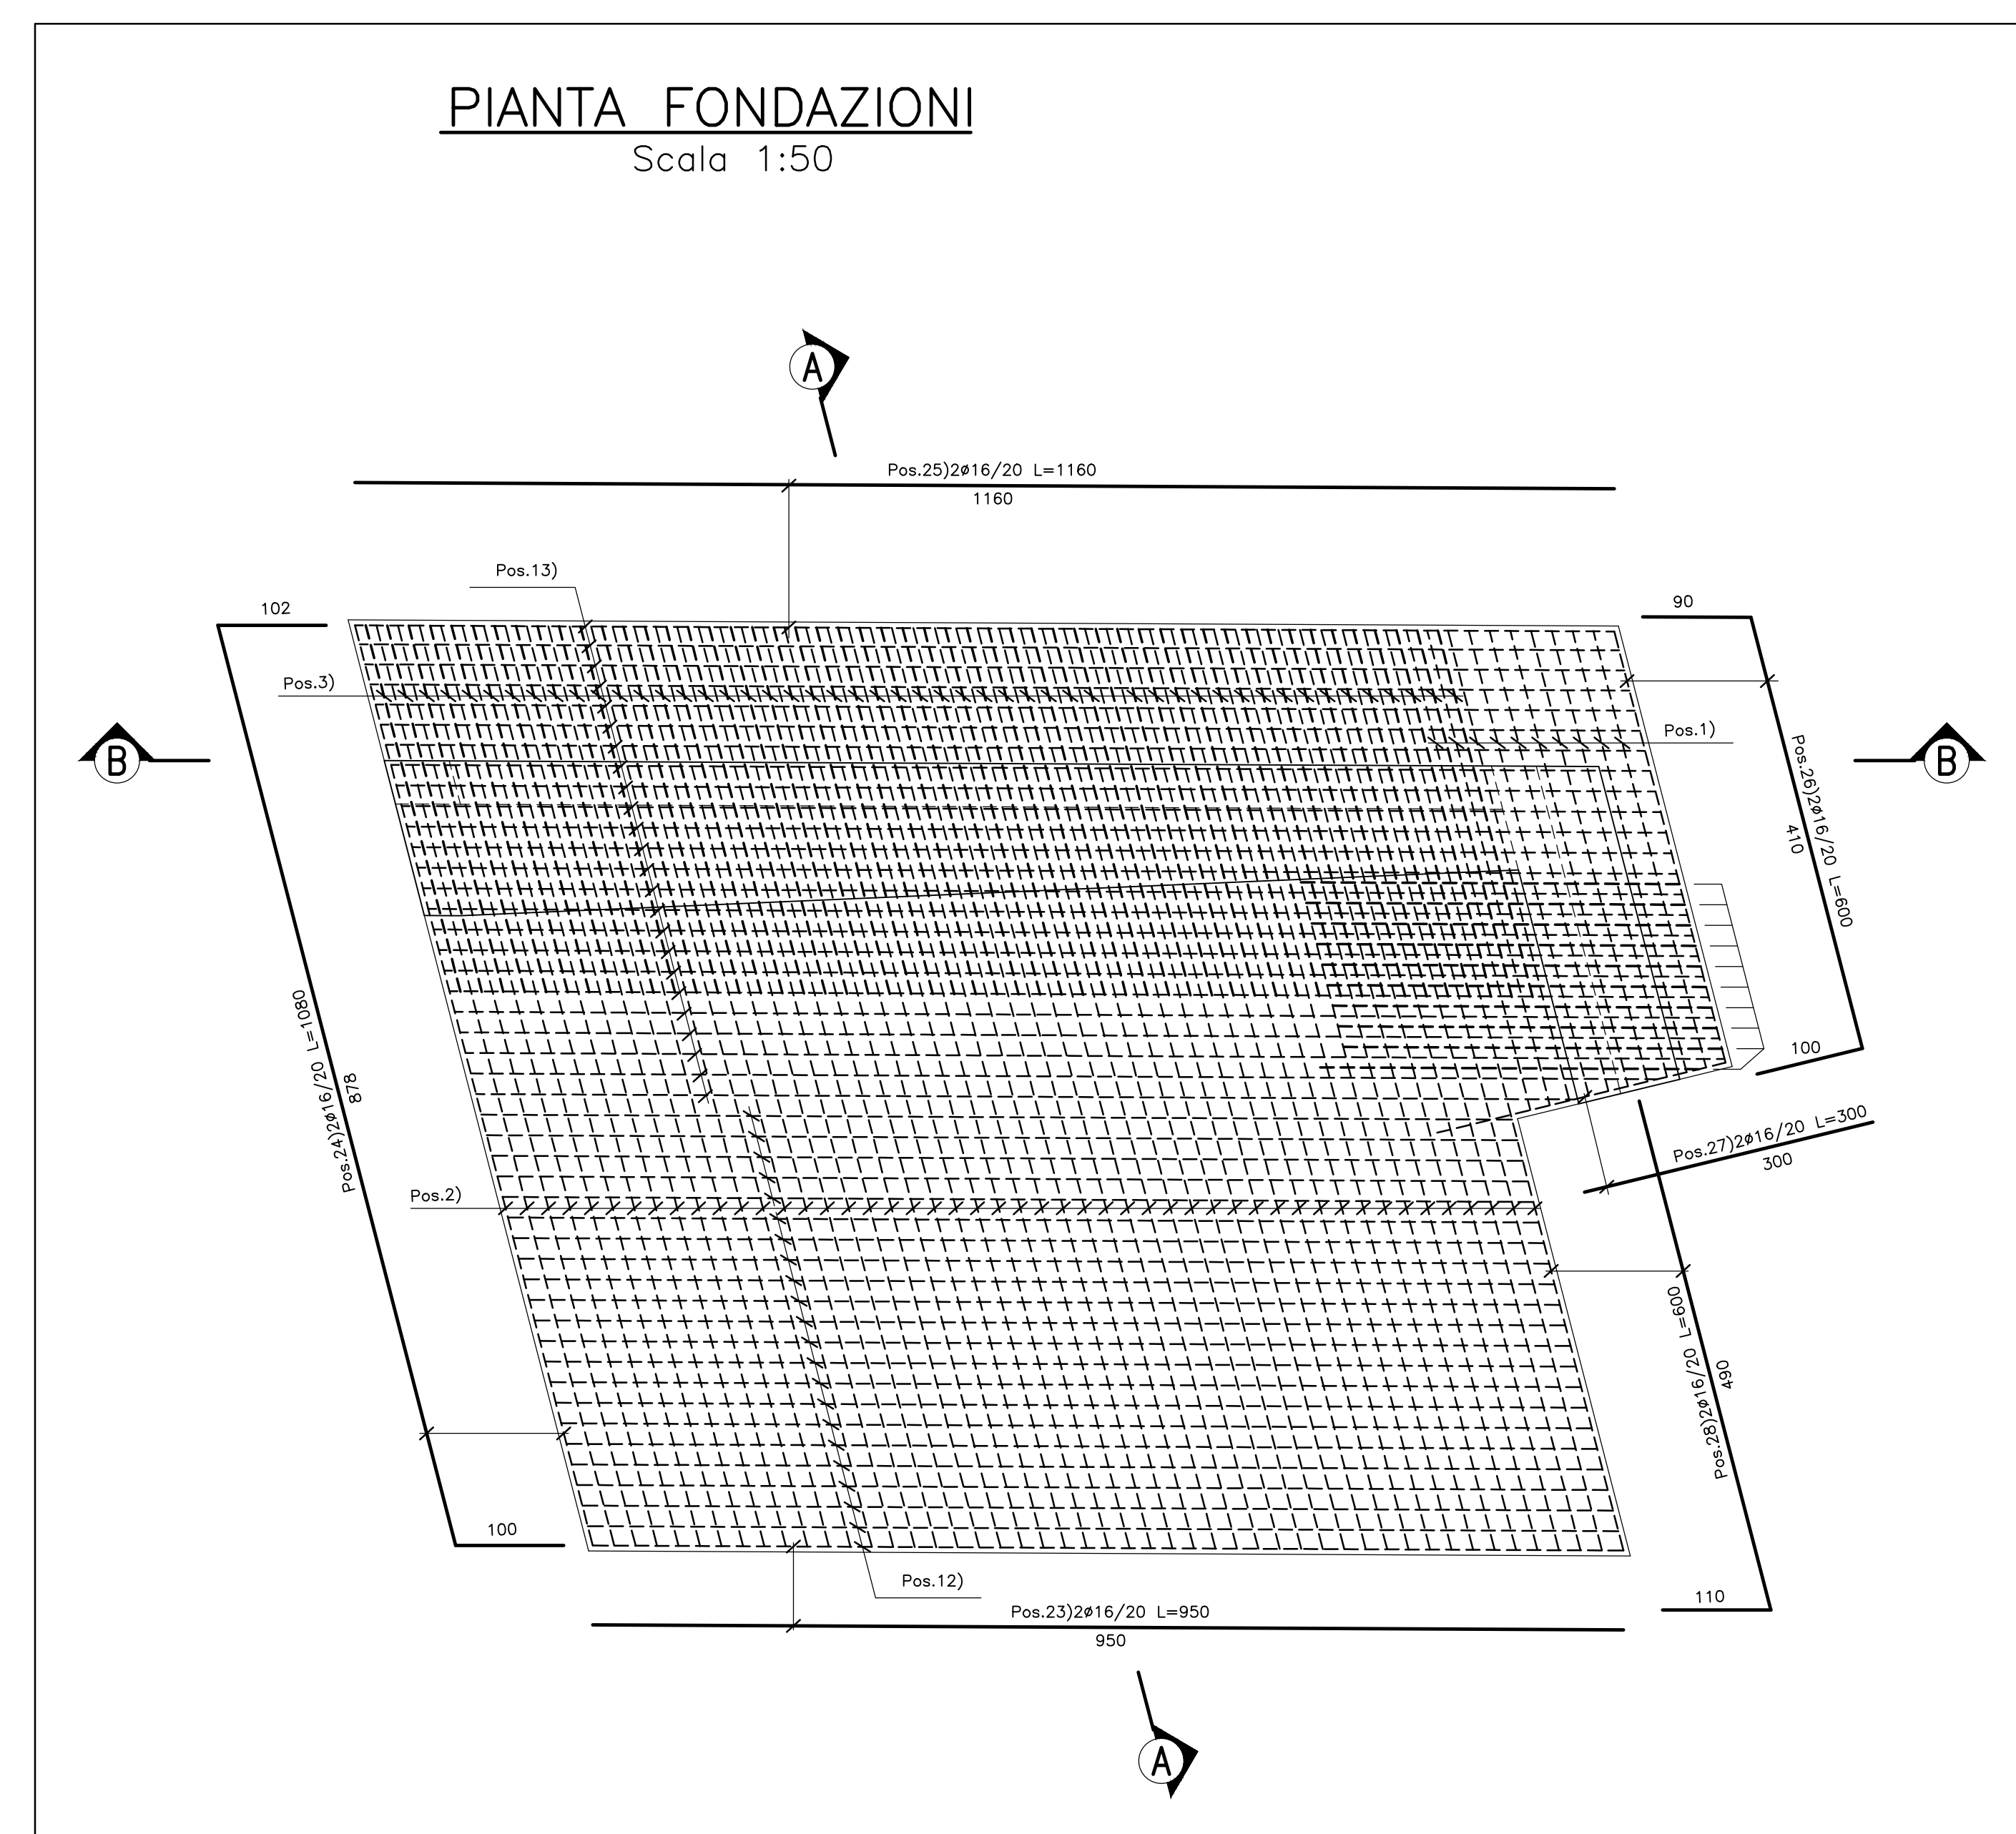 PIANTA FONDAZIONI
Scala 1:50
A
Pos.25)2ø16/20 L=1160
1160
Pos.13)
102
90
Pos.3)
Pos.1)
B
B
Pos.26)2ø16/20 L=600
410
Pos.24)2ø16/20 L=1080
878
100
Pos.27)2ø16/20 L=300
300
Pos.2)
Pos.28)2ø16/20 L=600
490
100
Pos.12)
110
Pos.23)2ø16/20 L=950
950
A